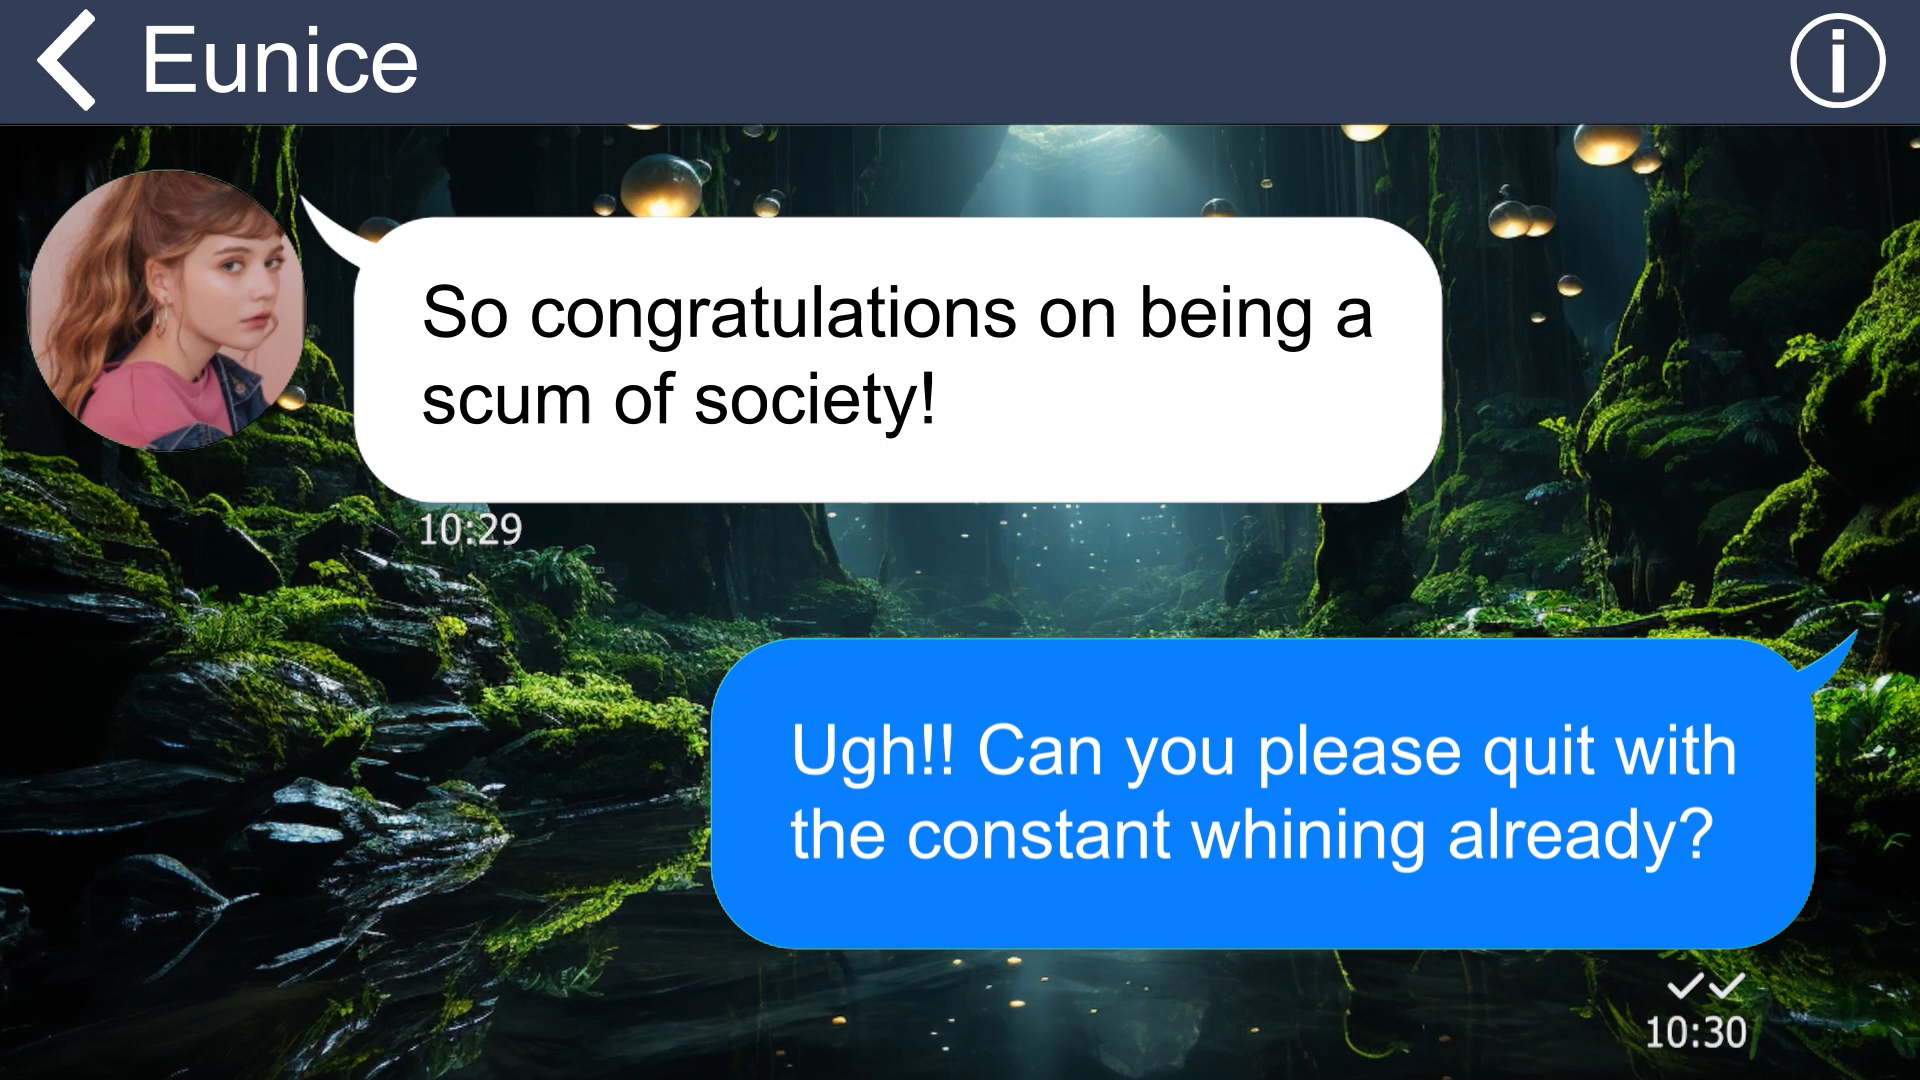 Eunice
So congratulations on being a
scum of society!
10:29
Ugh!! Can you please quit with
the constant whining already?
10:30